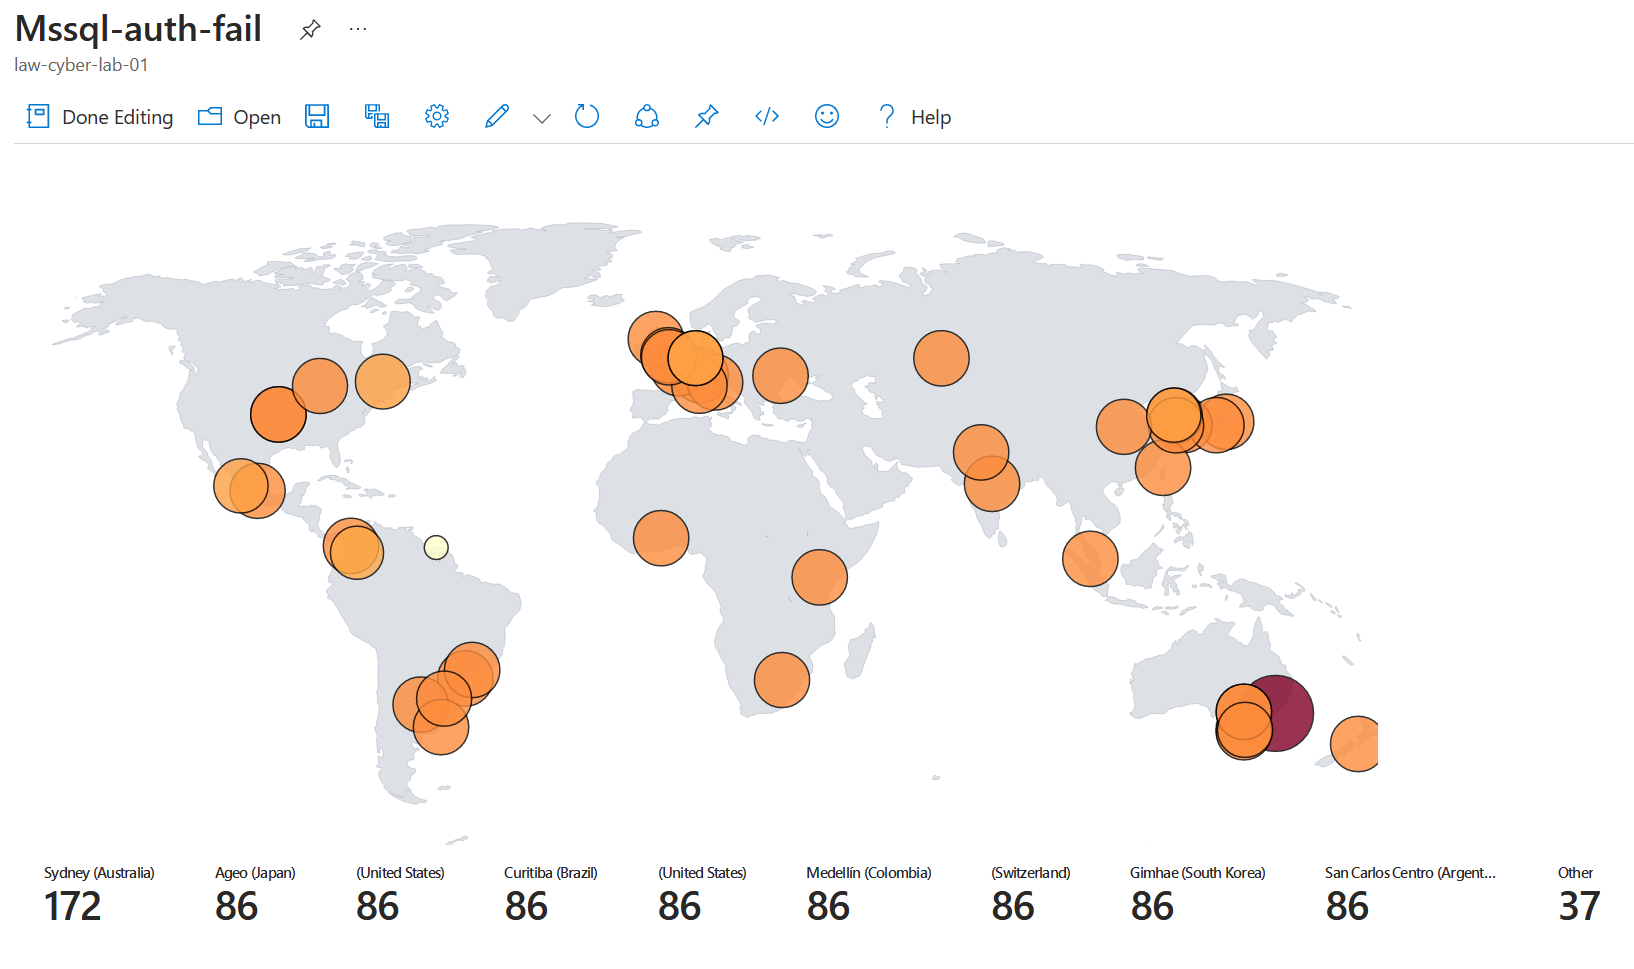 Mssql-auth-fail
law-cyber-lab-01
Done Editing Open Help
Sydney (Australia) Ageo (Japan) (United States) Curitiba (Brazil) (United States) Medellín (Colombia) (Switzerland) Gimhae (South Korea) San Carlos Centro (Argent... Other
172 86 86 86 86 86 86 86 86 37